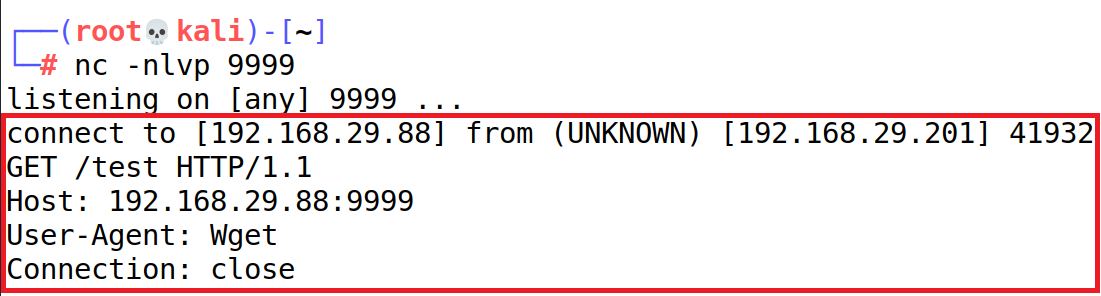 ┌──(root💀kali)-[~]
└─# nc -nlvp 9999
listening on [any] 9999 ...
connect to [192.168.29.88] from (UNKNOWN) [192.168.29.201] 41932
GET /test HTTP/1.1
Host: 192.168.29.88:9999
User-Agent: Wget
Connection: close